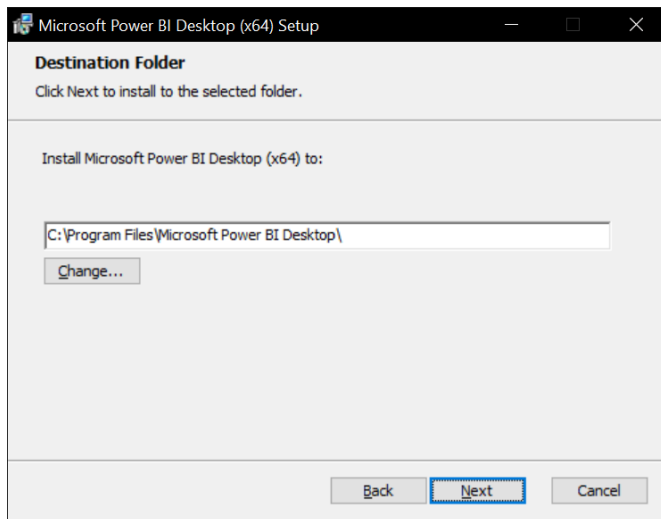 Microsoft Power BI Desktop (x64) Setup
Destination Folder
Click Next to install to the selected folder.
Install Microsoft Power BI Desktop (x64) to:
C:\Program Files\Microsoft Power BI Desktop\
Change...
Back Next Cancel